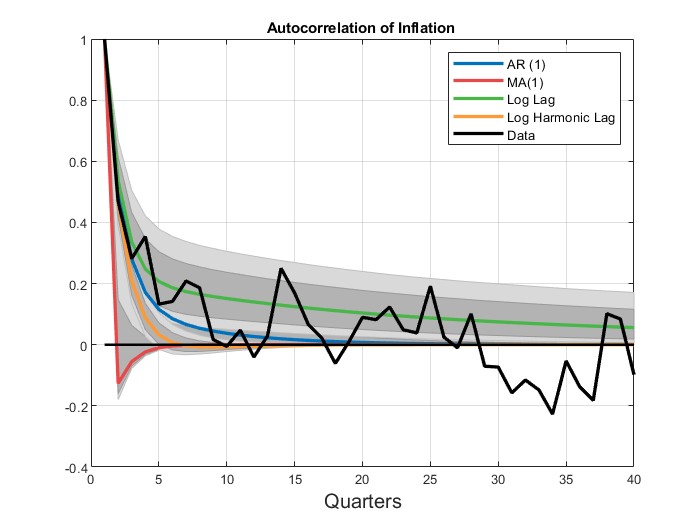 Autocorrelation of Inflation
1
0.8
0.6
0.4
0.2
0
-0.2
-0.4
AR (1)
MA(1)
Log Lag
Log Harmonic Lag
Data
0 5 10 15 20 25 30 35 40
Quarters